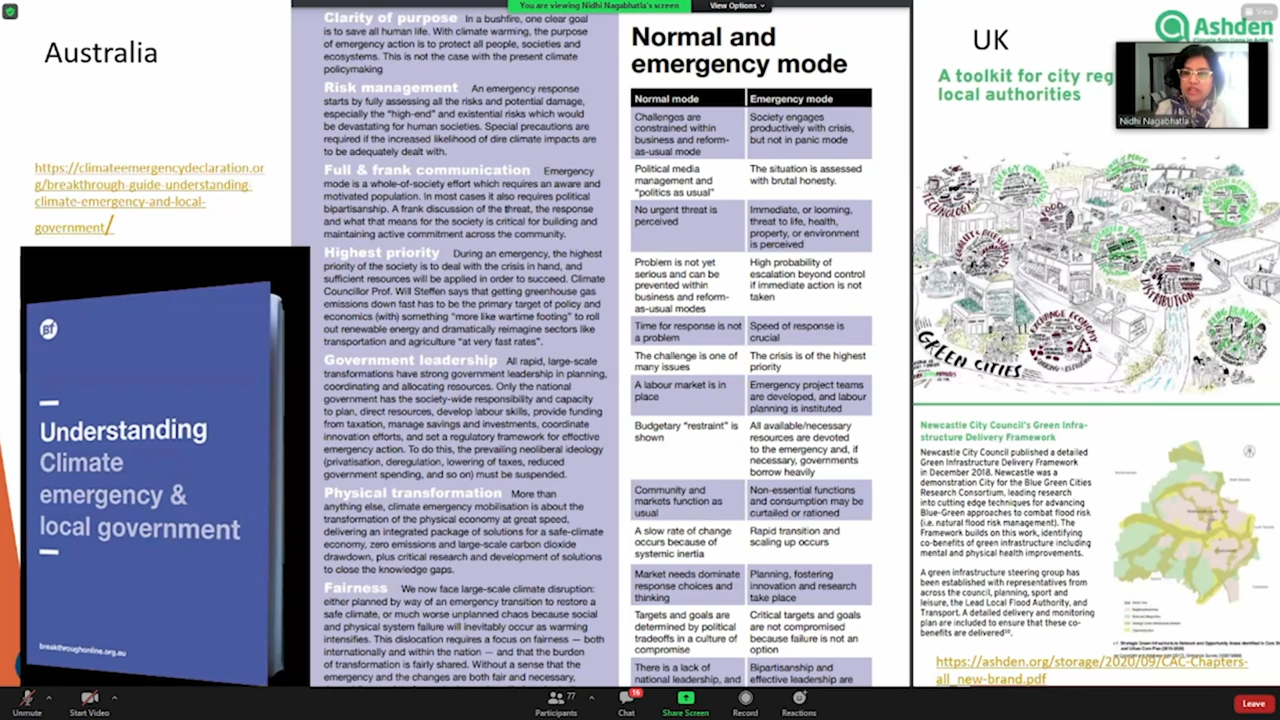 You are viewing Nidhi Nagabhatla's screen
View Options
View
Australia
https://climateemergencydeclaration.or
g/breakthrough-guide-understanding-
climate-emergency-and-local-
government/
BT
Understanding
Climate
emergency &
local government
breakthroughonline.org.au
Clarity of purpose In a bushfire, one clear goal
is to save all human life. With climate warming, the purpose
of emergency action is to protect all people, societies and
ecosystems. This is not the case with the present climate
policymaking
Risk management An emergency response
starts by fully assessing all the risks and potential damage,
especially the "high-end" and existential risks which would
be devastating for human societies. Special precautions are
required if the increased likelihood of dire climate impacts are
to be adequately dealt with.
Full & frank communication Emergency
mode is a whole-of-society effort which requires an aware and
motivated population. In most cases it also requires political
bipartisanship. A frank discussion of the threat, the response
and what that means for the society is critical for building and
maintaining active commitment across the community.
Highest priority During an emergency, the highest
priority of the society is to deal with the crisis in hand, and
sufficient resources will be applied in order to succeed. Climate
Councillor Prof. Will Steffen says that getting greenhouse gas
emissions down fast has to be the primary target of policy and
economics (with) something "more like wartime footing" to roll
out renewable energy and dramatically reimagine sectors like
transportation and agriculture "at very fast rates".
Government leadership All rapid, large-scale
transformations have strong government leadership in planning,
coordinating and allocating resources. Only the national
government has the society-wide responsibility and capacity
to plan, direct resources, develop labour skills, provide funding
from taxation, manage savings and investments, coordinate
innovation efforts, and set a regulatory framework for effective
emergency action. To do this, the prevailing neoliberal ideology
(privatisation, deregulation, lowering of taxes, reduced
government spending, and so on) must be suspended.
Physical transformation More than
anything else, climate emergency mobilisation is about the
transformation of the physical economy at great speed,
delivering an integrated package of solutions for a safe-climate
economy, zero emissions and large-scale carbon dioxide
drawdown, plus critical research and development of solutions
to close the knowledge gaps.
Fairness We now face large-scale climate disruption:
either planned by way of an emergency transition to restore a
safe climate, or much worse unplanned chaos because social
and physical system failure will inevitably occur as warming
intensifies. This dislocation requires a focus on fairness — both
internationally and within the nation — and that the burden
of transformation is fairly shared. Without a sense that the
emergency and the changes are both fair and necessary,
Normal and
emergency mode
Normal mode
Emergency mode
Challenges are
constrained within
business and reform-
as-usual mode
Society engages
productively with crisis,
but not in panic mode
Political media
management and
"politics as usual"
The situation is assessed
with brutal honesty.
No urgent threat is
perceived
Immediate, or looming,
threat to life, health,
property, or environment
is perceived
Problem is not yet
serious and can be
prevented within
business and reform-
as-usual modes
High probability of
escalation beyond control
if immediate action is not
taken
Time for response is not
a problem
Speed of response is
crucial
The challenge is one of
many issues
The crisis is of the highest
priority
A labour market is in
place
Emergency project teams
are developed, and labour
planning is instituted
Budgetary "restraint" is
shown
All available/necessary
resources are devoted
to the emergency and, if
necessary, governments
borrow heavily
Community and
markets function as
usual
Non-essential functions
and consumption may be
curtailed or rationed
A slow rate of change
occurs because of
systemic inertia
Rapid transition and
scaling up occurs
Market needs dominate
response choices and
thinking
Planning, fostering
innovation and research
take place
Targets and goals are
determined by political
tradeoffs in a culture of
compromise
Critical targets and goals
are not compromised
because failure is not an
option
There is a lack of
national leadership, and
Bipartisanship and
effective leadership are
UK
Ashden
A toolkit for city reg
local authorities
Nidhi Nagabhatla
TECHNOLOGY
FOOD
DISTRIBUTION
EXCHANGE ECONOMY
GREEN CITIES
Newcastle City Council's Green Infra-
structure Delivery Framework
Newcastle City Council published a detailed
Green Infrastructure Delivery Framework
in December 2018. Newcastle was a
demonstration City for the Blue Green Cities
Research Consortium, leading research
into cutting edge techniques for advancing
Blue-Green approaches to combat flood risk
(i.e. natural flood risk management). The
Framework builds on this work, identifying
co-benefits of green infrastructure including
mental and physical health improvements.
A green infrastructure steering group has
been established with representatives from
across the council, planning, sport and
leisure, the Lead Local Flood Authority, and
Transport. A detailed delivery and monitoring
plan are included to ensure that these co-
benefits are delivered
https://ashden.org/storage/2020/09/CAC-Chapters-
all_new-brand.pdf
Unmute
Start Video
77
Participants
16
Chat
Share Screen
Record
Reactions
Leave